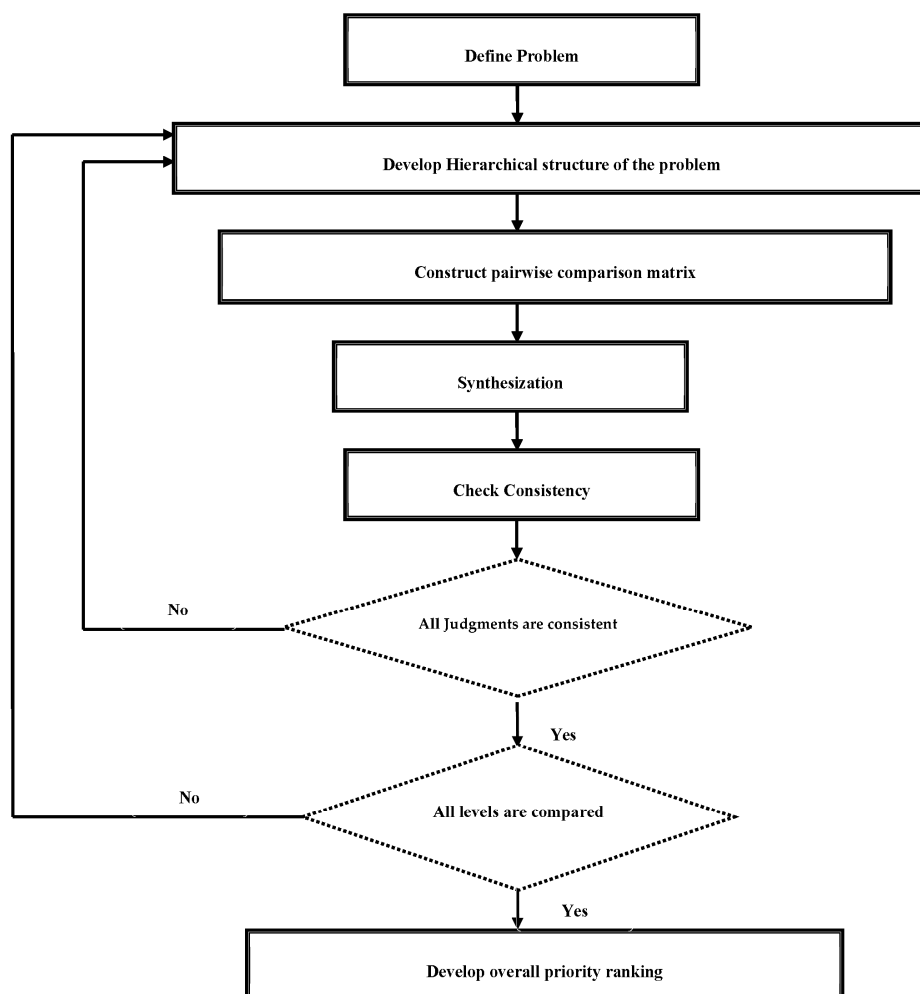 Define Problem
Develop Hierarchical structure of the problem
Construct pairwise comparison matrix
Synthesization
Check Consistency
No
All Judgments are consistent
Yes
No
All levels are compared
Yes
Develop overall priority ranking